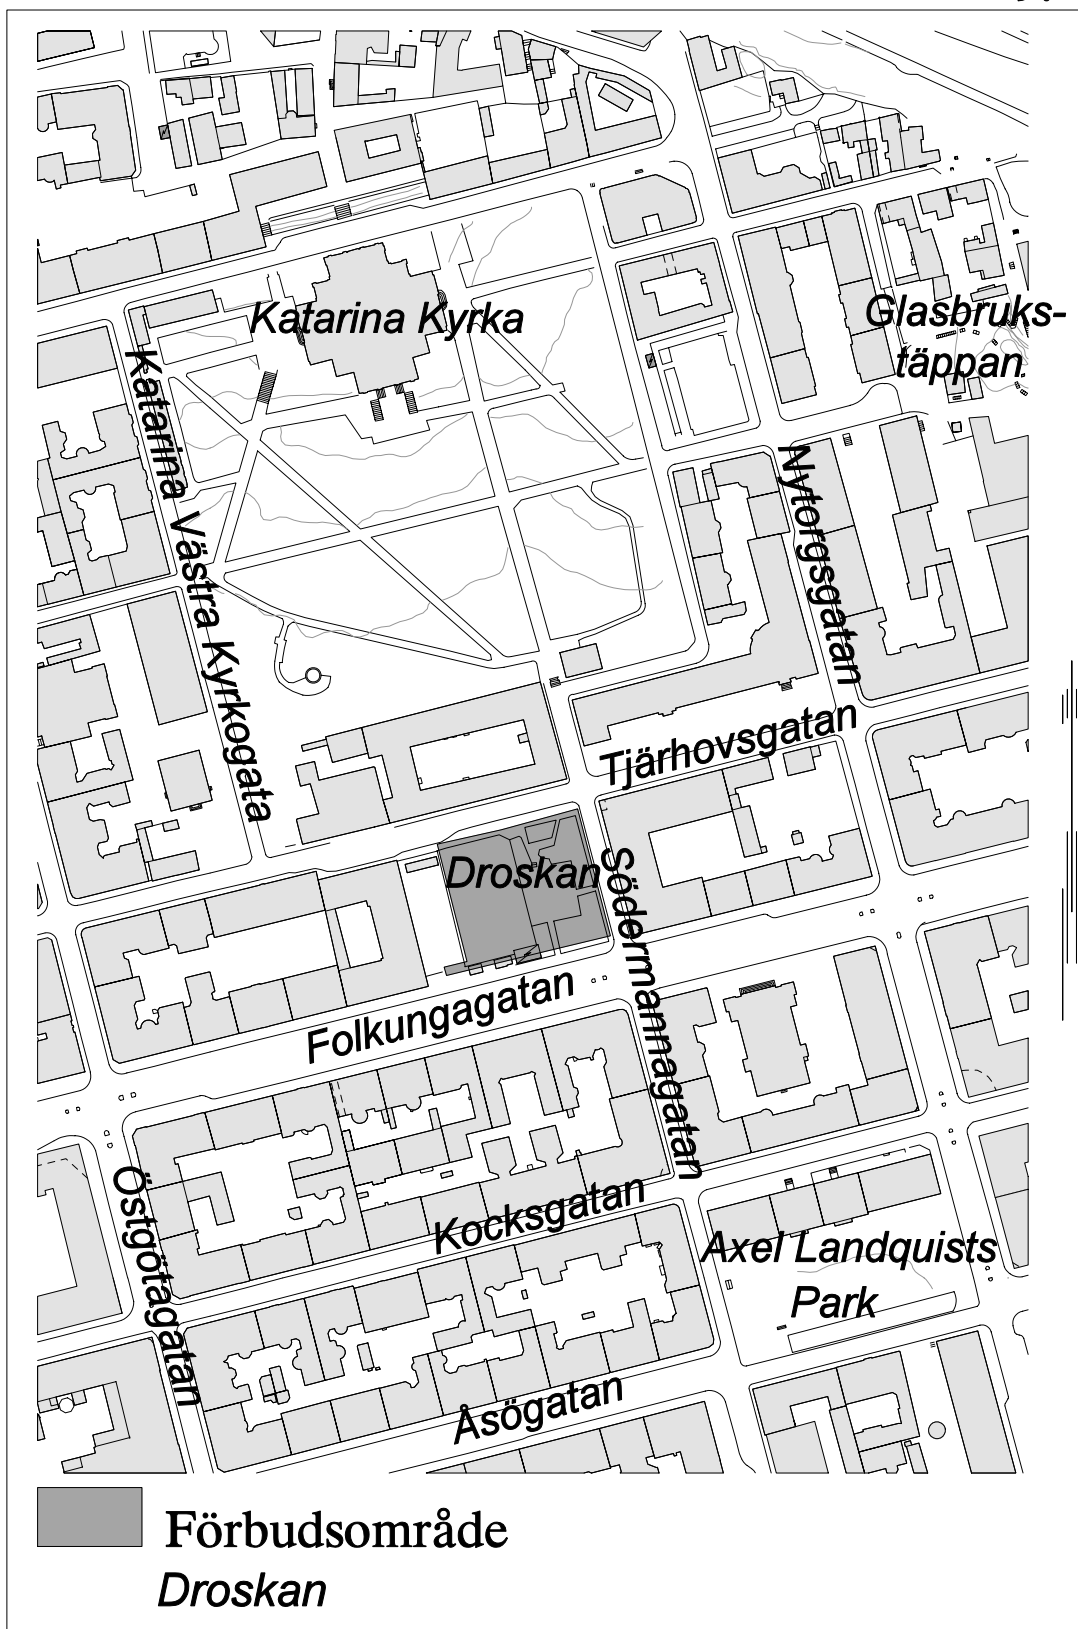 Katarina Kyrka
Glasbruks-
täppan
Katarina Västra Kyrkogata
Nytorgsgatan
Tjärhovsgatan
Droskan
Södermannagatan
Folkungagatan
Östgötagatan
Kocksgatan
Axel Landquists
Park
Åsögatan
Förbudsområde
Droskan